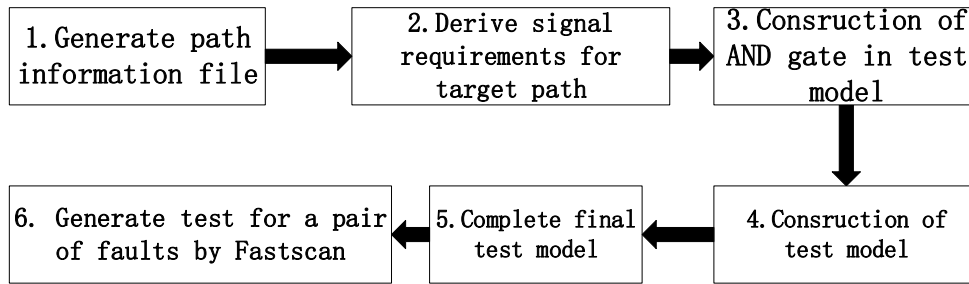 1. Generate path
information file
2. Derive signal
requirements for
target path
3. Consruction of
AND gate in test
model
6. Generate test for a pair
of faults by Fastscan
5. Complete final
test model
4. Consruction of
test model